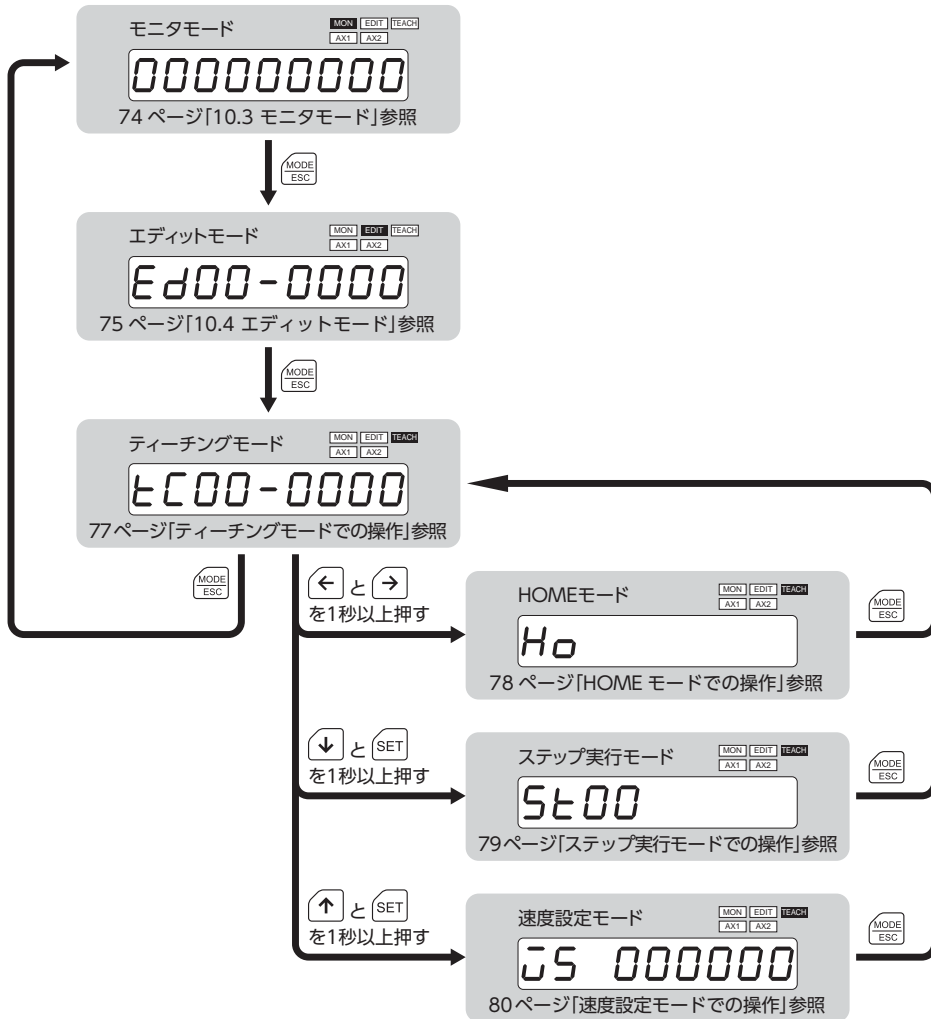 モニタモード
MON EDIT TEACH
AX1 AX2
000000000
74 ページ「10.3 モニタモード」参照
MODE
ESC
エディットモード
MON EDIT TEACH
AX1 AX2
Ed00-0000
75 ページ「10.4 エディットモード」参照
MODE
ESC
ティーチングモード
MON EDIT TEACH
AX1 AX2
tC00-0000
77ページ「ティーチングモードでの操作」参照
MODE
ESC
← と →
を1秒以上押す
HOMEモード
MON EDIT TEACH
AX1 AX2
Ho
78 ページ「HOME モードでの操作」参照
MODE
ESC
↓ と SET
を1秒以上押す
ステップ実行モード
MON EDIT TEACH
AX1 AX2
St00
79ページ「ステップ実行モードでの操作」参照
MODE
ESC
↑ と SET
を1秒以上押す
速度設定モード
MON EDIT TEACH
AX1 AX2
S 000000
80ページ「速度設定モードでの操作」参照
MODE
ESC